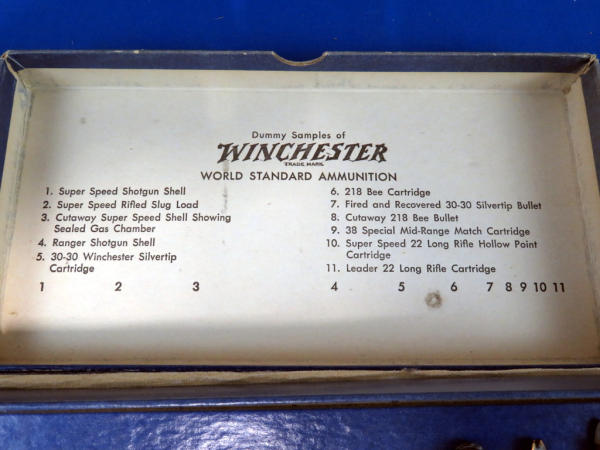 Dummy Samples of
WINCHESTER
TRADE MARK
WORLD STANDARD AMMUNITION
1. Super Speed Shotgun Shell
2. Super Speed Rifled Slug Load
3. Cutaway Super Speed Shell Showing
Sealed Gas Chamber
4. Ranger Shotgun Shell
5. 30-30 Winchester Silvertip
Cartridge
6. 218 Bee Cartridge
7. Fired and Recovered 30-30 Silvertip Bullet
8. Cutaway 218 Bee Bullet
9. 38 Special Mid-Range Match Cartridge
10. Super Speed 22 Long Rifle Hollow Point
Cartridge
11. Leader 22 Long Rifle Cartridge
1 2 3 4 5 6 7 8 9 10 11